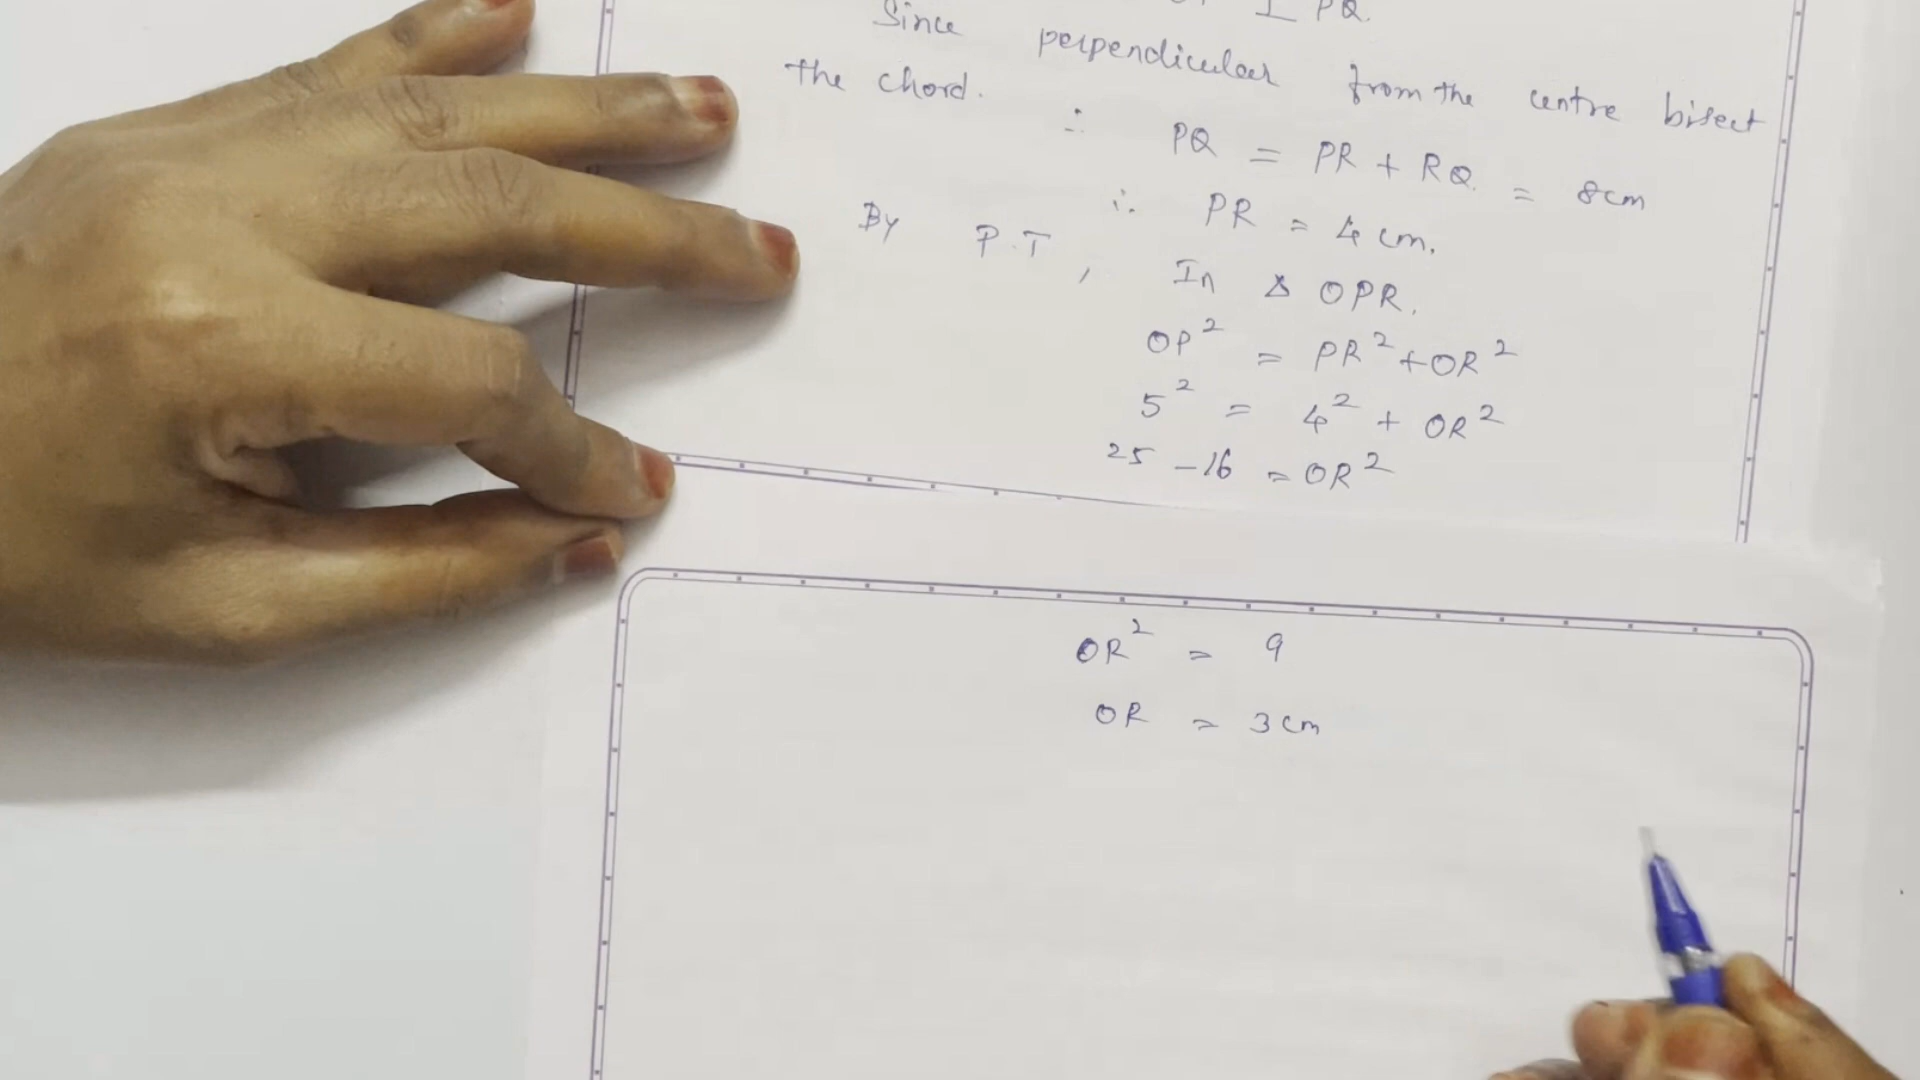 ⊥ PQ.
Since perpendicular from the centre bisect
the chord.
∴ PQ = PR + RQ = 8cm
∴ PR = 4 cm.
By P.T, In Δ OPR,
OP² = PR² + OR²
5² = 4² + OR²
25 - 16 = OR²
OR² = 9
OR = 3 cm